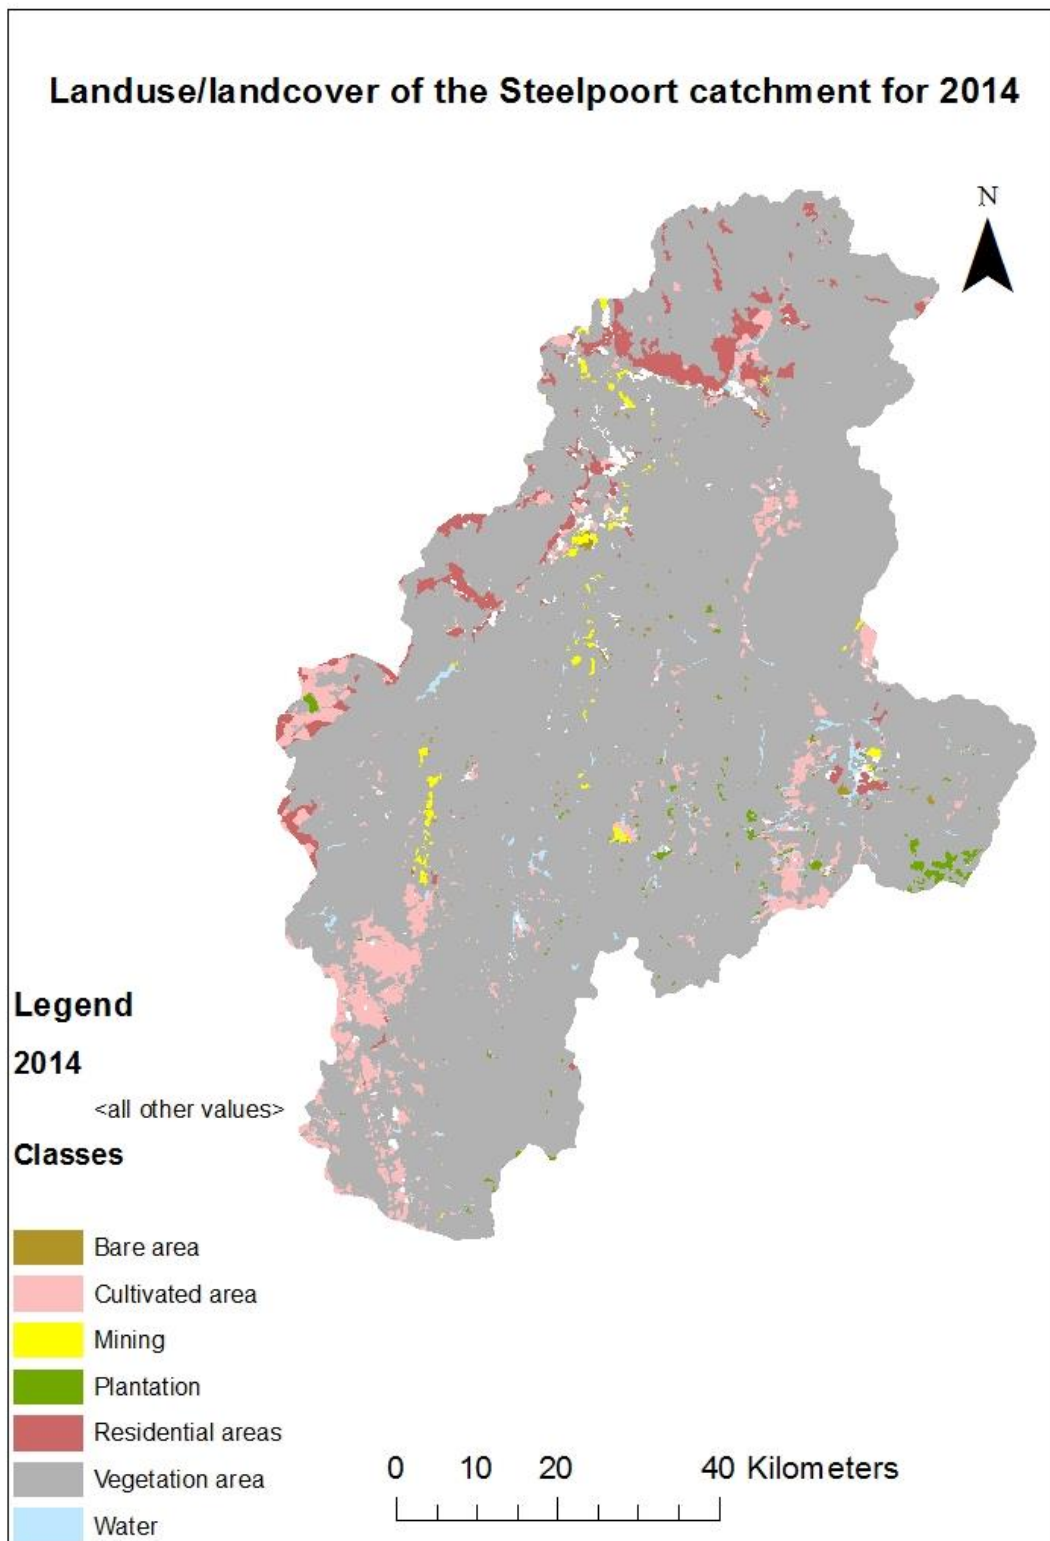 Landuse/landcover of the Steelpoort catchment for 2014
N
Legend
2014
<all other values>
Classes
Bare area
Cultivated area
Mining
Plantation
Residential areas
Vegetation area
Water
0 10 20 40 Kilometers